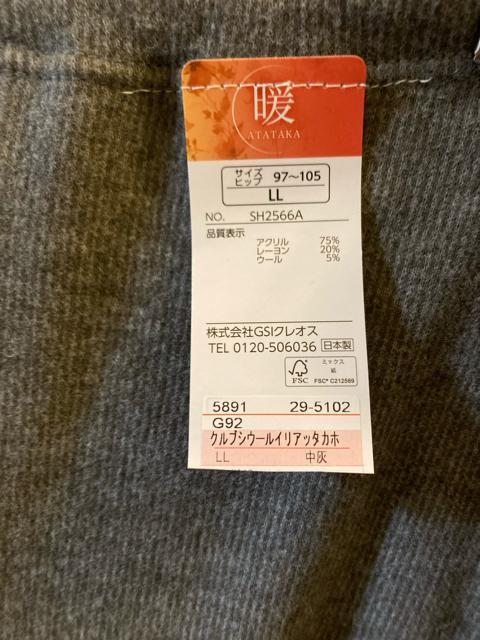 暖
ATATAKA
サイズ
ヒップ 97〜105
LL
NO. SH2566A
品質表示
アクリル 75%
レーヨン 20%
ウール 5%
株式会社GSIクレオス
TEL 0120-506036 日本製
FSC
ミックス
紙
FSC® C212589
5891 29-5102
G92
クルブシウールイリアッタカホ
LL 中灰